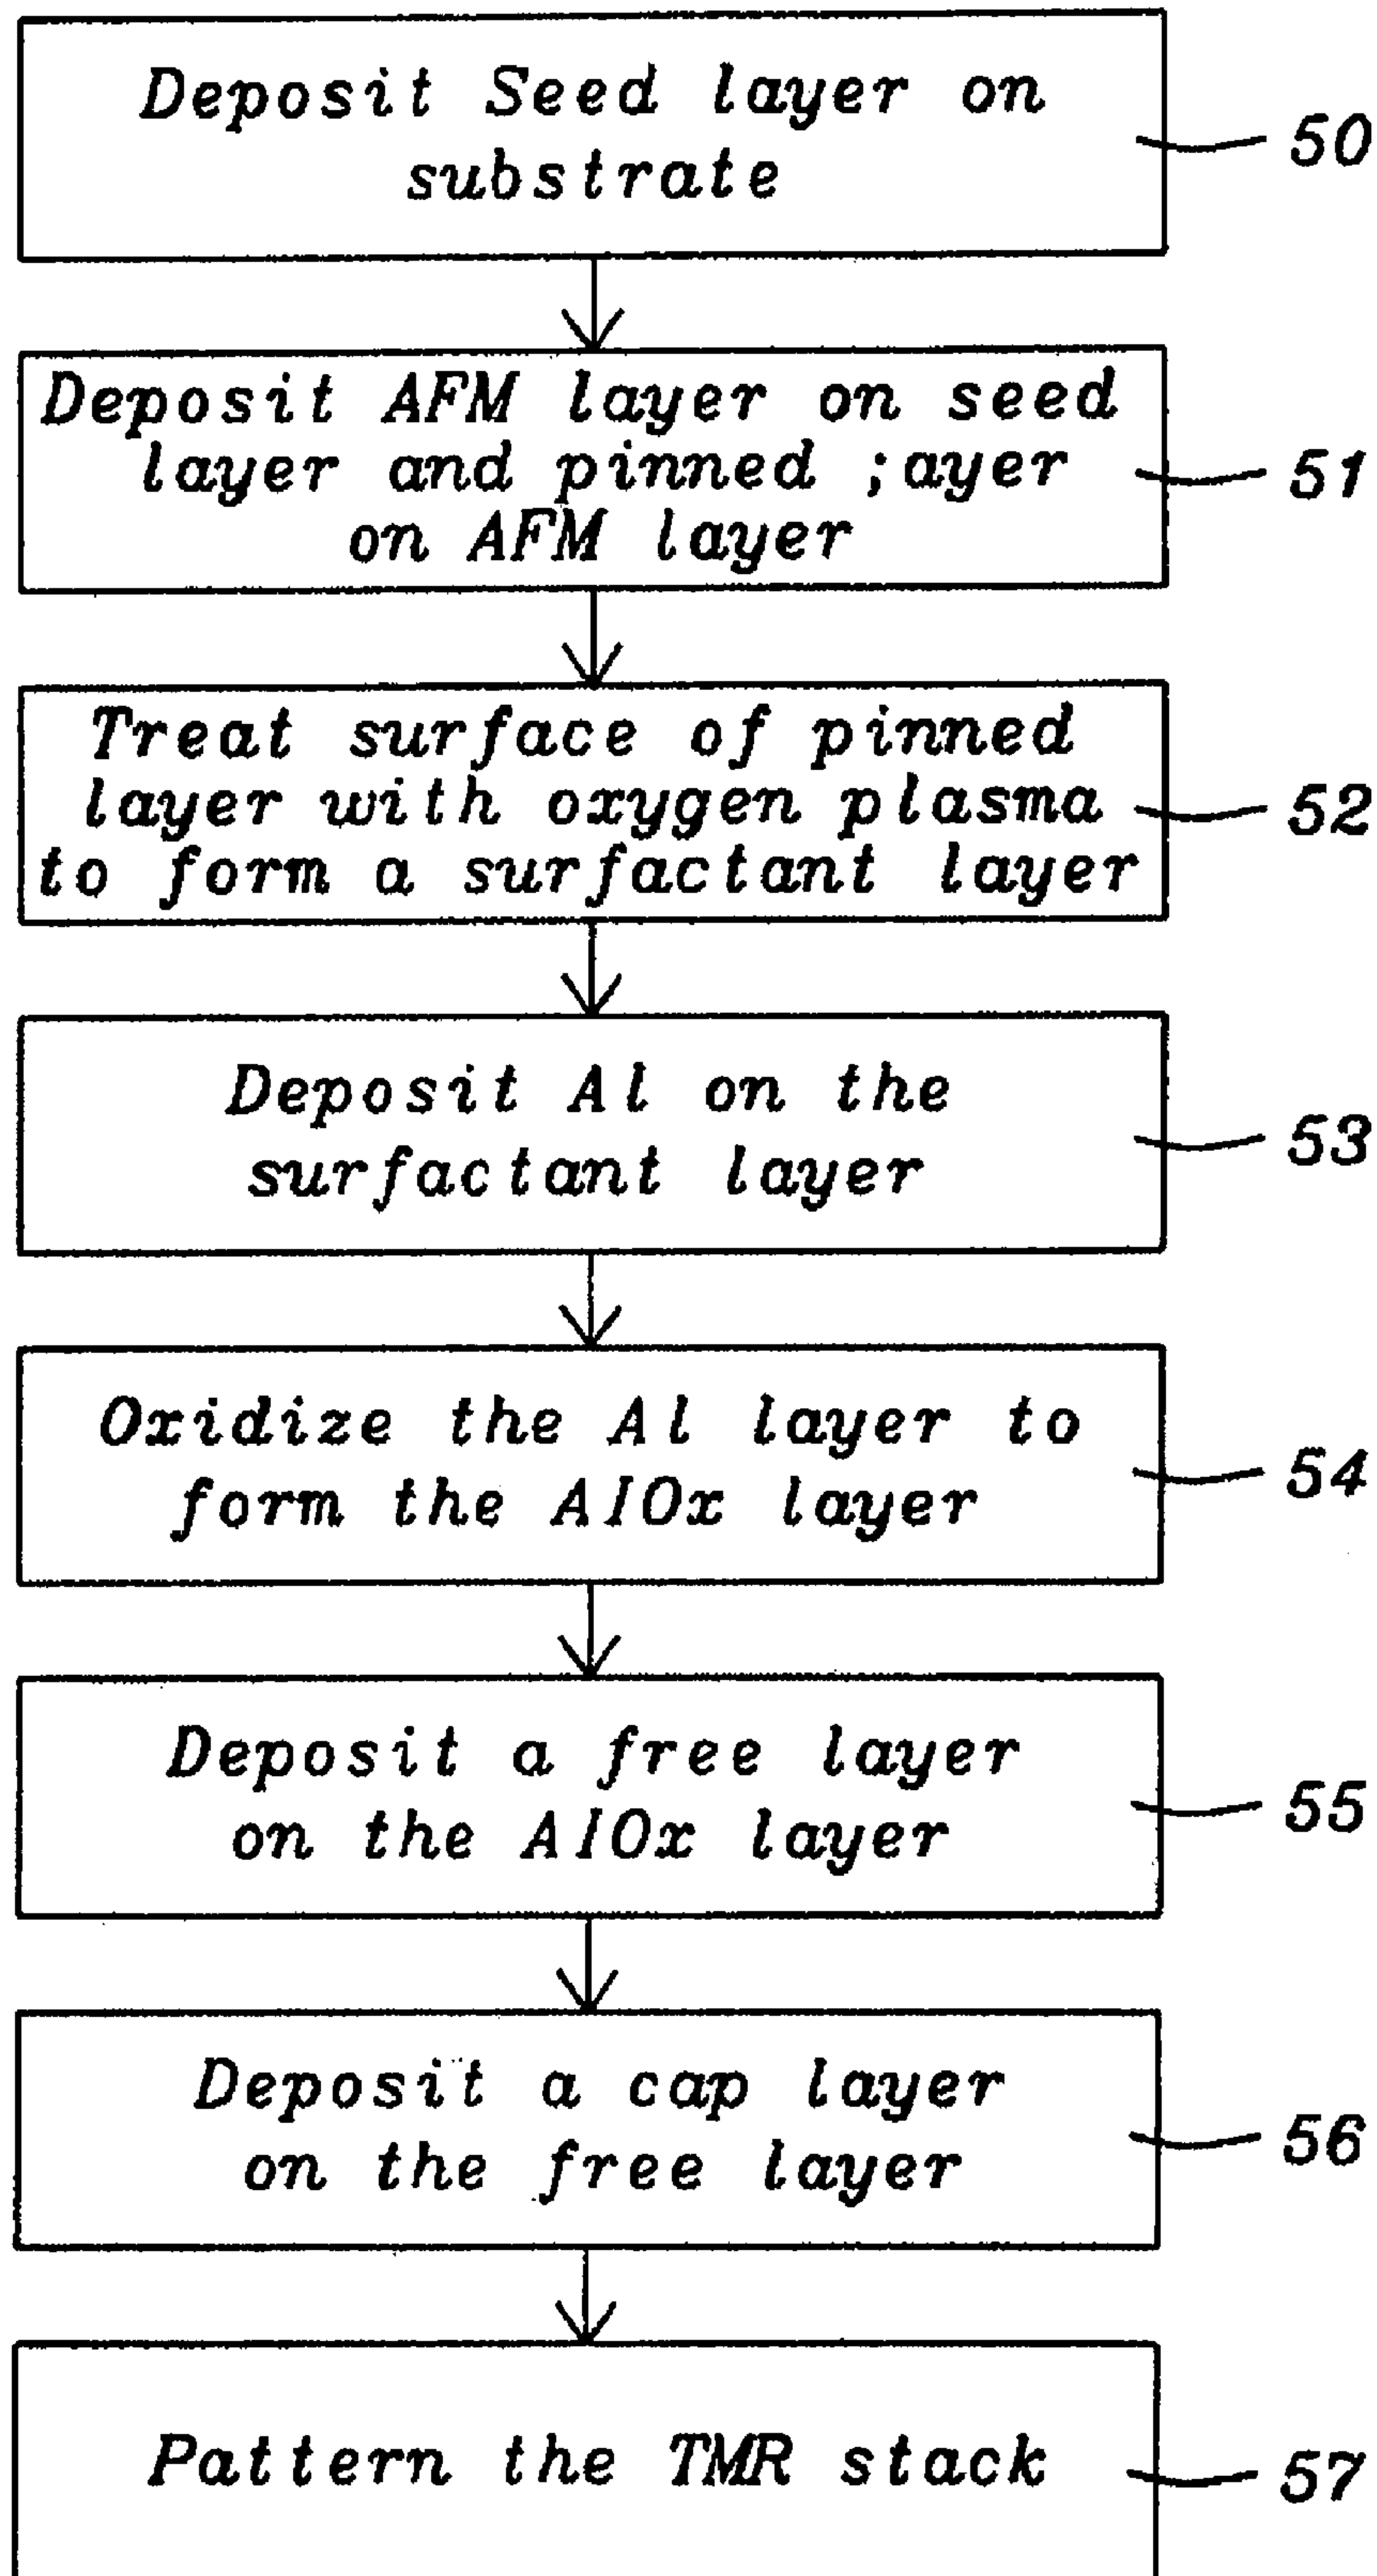 Deposit Seed layer on
substrate
50
Deposit AFM layer on seed
layer and pinned ;ayer
on AFM layer
51
Treat surface of pinned
layer with oxygen plasma
to form a surfactant layer
52
Deposit Al on the
surfactant layer
53
Oxidize the Al layer to
form the AIOx layer
54
Deposit a free layer
on the AIOx layer
55
Deposit a cap layer
on the free layer
56
Pattern the TMR stack
57